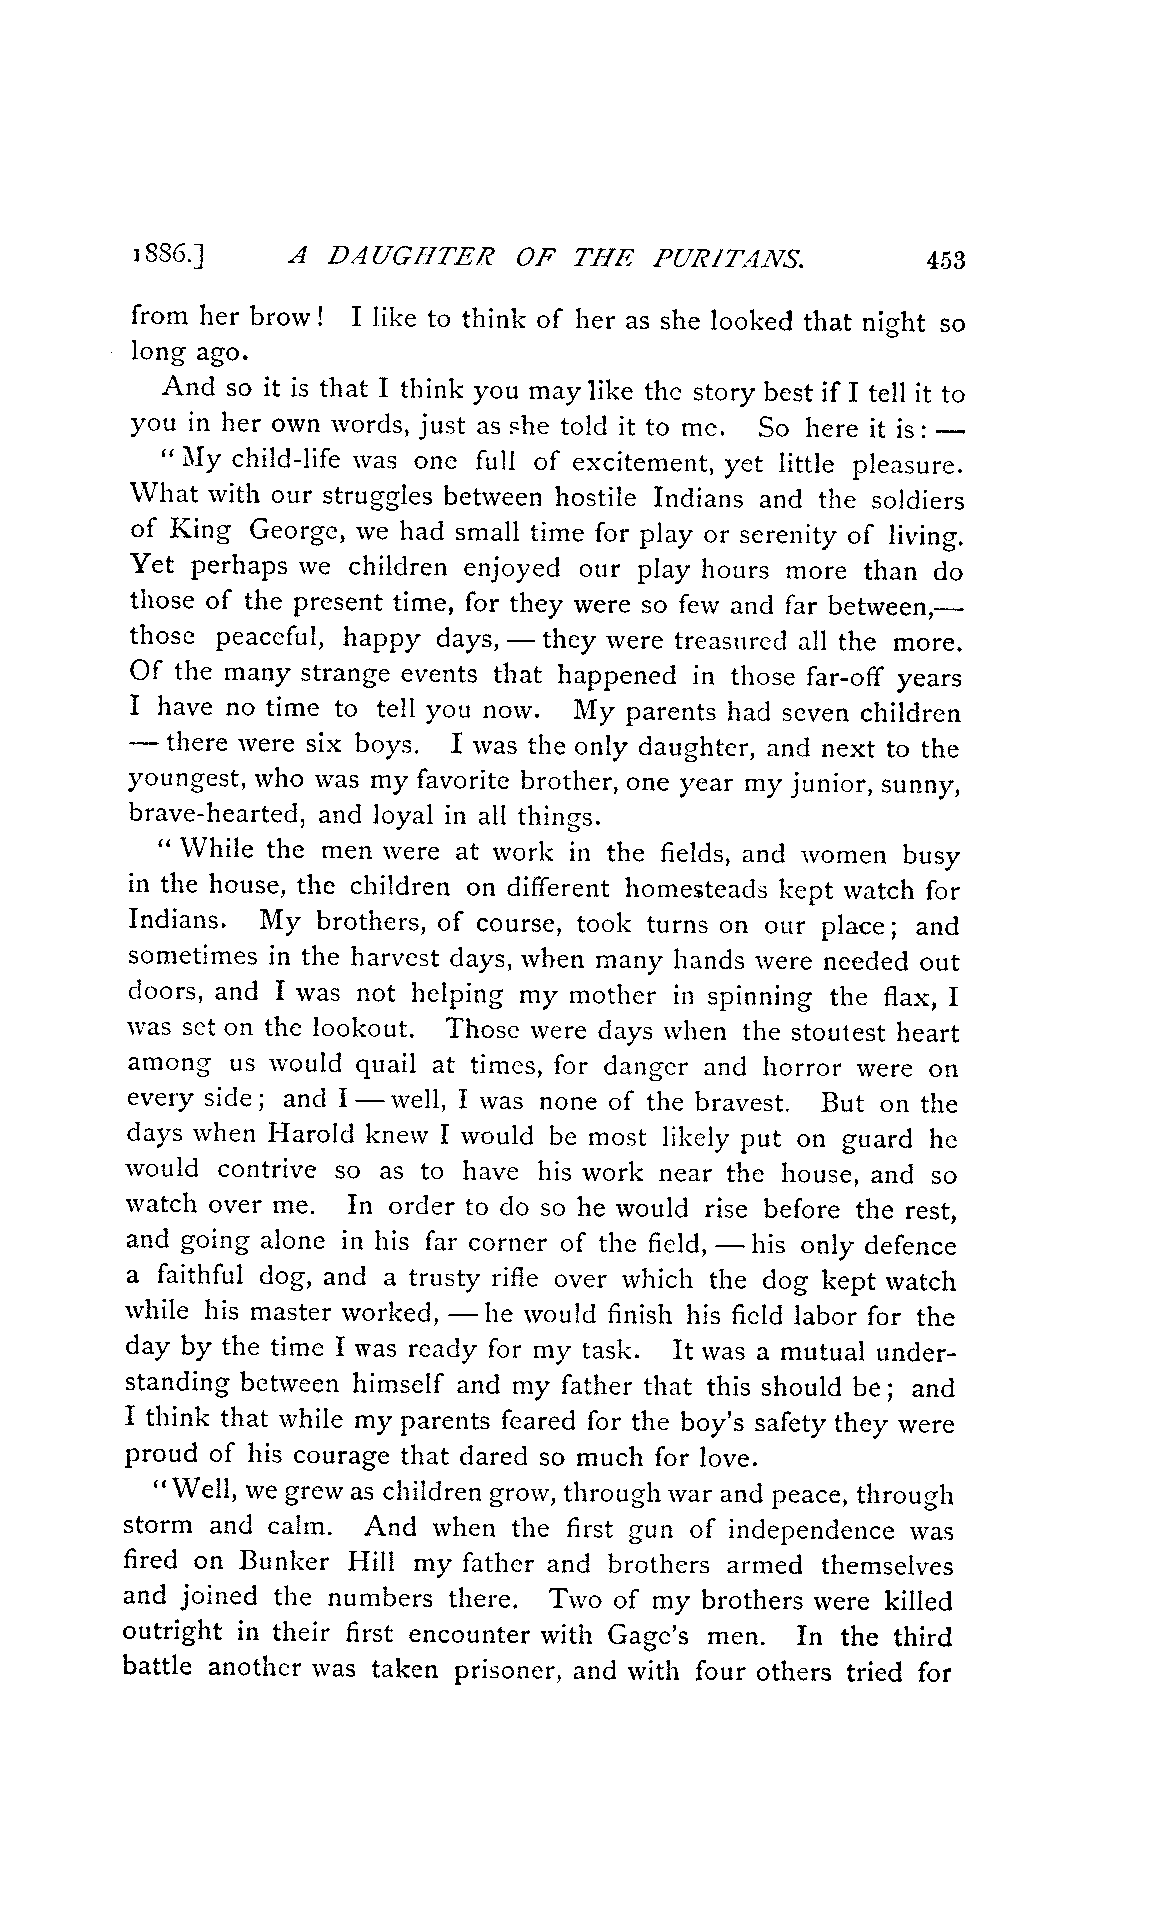 1886.] A DAUGHTER OF THE PURITANS. 453
from her brow! I like to think of her as she looked that night so
long ago.
And so it is that I think you may like the story best if I tell it to
you in her own words, just as she told it to me. So here it is: —
"My child-life was one full of excitement, yet little pleasure.
What with our struggles between hostile Indians and the soldiers
of King George, we had small time for play or serenity of living.
Yet perhaps we children enjoyed our play hours more than do
those of the present time, for they were so few and far between,—
those peaceful, happy days, — they were treasured all the more.
Of the many strange events that happened in those far-off years
I have no time to tell you now. My parents had seven children
— there were six boys. I was the only daughter, and next to the
youngest, who was my favorite brother, one year my junior, sunny,
brave-hearted, and loyal in all things.
"While the men were at work in the fields, and women busy
in the house, the children on different homesteads kept watch for
Indians. My brothers, of course, took turns on our place; and
sometimes in the harvest days, when many hands were needed out
doors, and I was not helping my mother in spinning the flax, I
was set on the lookout. Those were days when the stoutest heart
among us would quail at times, for danger and horror were on
every side; and I — well, I was none of the bravest. But on the
days when Harold knew I would be most likely put on guard he
would contrive so as to have his work near the house, and so
watch over me. In order to do so he would rise before the rest,
and going alone in his far corner of the field, — his only defence
a faithful dog, and a trusty rifle over which the dog kept watch
while his master worked, — he would finish his field labor for the
day by the time I was ready for my task. It was a mutual under-
standing between himself and my father that this should be; and
I think that while my parents feared for the boy's safety they were
proud of his courage that dared so much for love.
"Well, we grew as children grow, through war and peace, through
storm and calm. And when the first gun of independence was
fired on Bunker Hill my father and brothers armed themselves
and joined the numbers there. Two of my brothers were killed
outright in their first encounter with Gage's men. In the third
battle another was taken prisoner, and with four others tried for